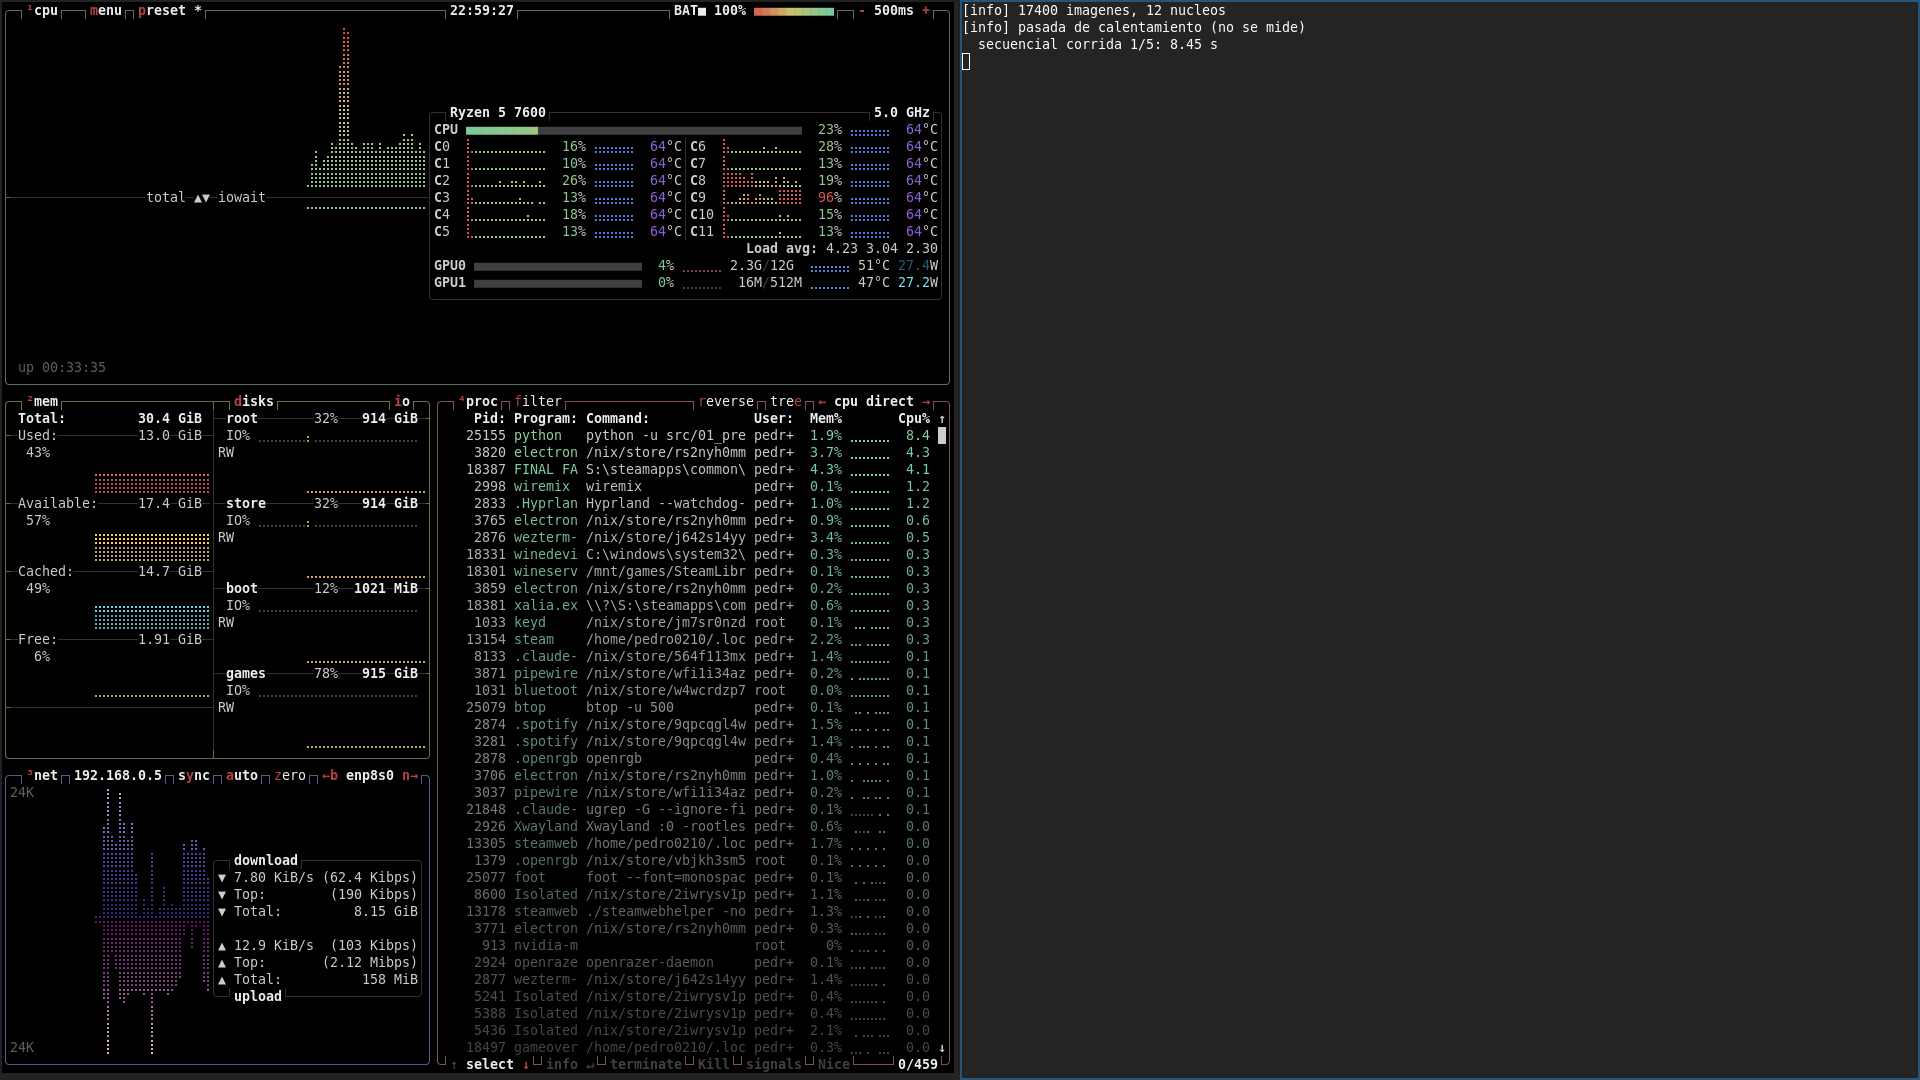 ¹cpu menu preset * 22:59:27 BAT■ 100% - 500ms +
Ryzen 5 7600 5.0 GHz
CPU 23% 64°C
C0 16% 64°C C6 28% 64°C
C1 10% 64°C C7 13% 64°C
C2 26% 64°C C8 19% 64°C
C3 13% 64°C C9 96% 64°C
C4 18% 64°C C10 15% 64°C
C5 13% 64°C C11 13% 64°C
Load avg: 4.23 3.04 2.30
GPU0 4% 2.3G/12G 51°C 27.4W
GPU1 0% 16M/512M 47°C 27.2W
total ▲▼ iowait
up 00:33:35
²mem disks io
Total: 30.4 GiB
Used: 13.0 GiB
43%
Available: 17.4 GiB
57%
Cached: 14.7 GiB
49%
Free: 1.91 GiB
6%
root 32% 914 GiB
IO%
RW
store 32% 914 GiB
IO%
RW
boot 12% 1021 MiB
IO%
RW
games 78% 915 GiB
IO%
RW
³net 192.168.0.5 sync auto zero ←b enp8s0 n→
24K
download
▼ 7.80 KiB/s (62.4 Kibps)
▼ Top: (190 Kibps)
▼ Total: 8.15 GiB
▲ 12.9 KiB/s (103 Kibps)
▲ Top: (2.12 Mibps)
▲ Total: 158 MiB
upload
24K
⁴proc filter reverse tree ← cpu direct →
Pid: Program: Command: User: Mem% Cpu% ↑
25155 python python -u src/01_pre pedr+ 1.9% 8.4
3820 electron /nix/store/rs2nyh0mm pedr+ 3.7% 4.3
18387 FINAL FA S:\steamapps\common\ pedr+ 4.3% 4.1
2998 wiremix wiremix pedr+ 0.1% 1.2
2833 .Hyprlan Hyprland --watchdog- pedr+ 1.0% 1.2
3765 electron /nix/store/rs2nyh0mm pedr+ 0.9% 0.6
2876 wezterm- /nix/store/j642s14yy pedr+ 3.4% 0.5
18331 winedevi C:\windows\system32\ pedr+ 0.3% 0.3
18301 wineserv /mnt/games/SteamLibr pedr+ 0.1% 0.3
3859 electron /nix/store/rs2nyh0mm pedr+ 0.2% 0.3
18381 xalia.ex \\?\S:\steamapps\com pedr+ 0.6% 0.3
1033 keyd /nix/store/jm7sr0nzd root 0.1% 0.3
13154 steam /home/pedro0210/.loc pedr+ 2.2% 0.3
8133 .claude- /nix/store/564f113mx pedr+ 1.4% 0.1
3871 pipewire /nix/store/wfi1i34az pedr+ 0.2% 0.1
1031 bluetoot /nix/store/w4wcrdzp7 root 0.0% 0.1
25079 btop btop -u 500 pedr+ 0.1% 0.1
2874 .spotify /nix/store/9qpcqgl4w pedr+ 1.5% 0.1
3281 .spotify /nix/store/9qpcqgl4w pedr+ 1.4% 0.1
2878 .openrgb openrgb pedr+ 0.4% 0.1
3706 electron /nix/store/rs2nyh0mm pedr+ 1.0% 0.1
3037 pipewire /nix/store/wfi1i34az pedr+ 0.2% 0.1
21848 .claude- ugrep -G --ignore-fi pedr+ 0.1% 0.1
2926 Xwayland Xwayland :0 -rootles pedr+ 0.6% 0.0
13305 steamweb /home/pedro0210/.loc pedr+ 1.7% 0.0
1379 .openrgb /nix/store/vbjkh3sm5 root 0.1% 0.0
25077 foot foot --font=monospac pedr+ 0.1% 0.0
8600 Isolated /nix/store/2iwrysv1p pedr+ 1.1% 0.0
13178 steamweb ./steamwebhelper -no pedr+ 1.3% 0.0
3771 electron /nix/store/rs2nyh0mm pedr+ 0.3% 0.0
913 nvidia-m root 0% 0.0
2924 openraze openrazer-daemon pedr+ 0.1% 0.0
2877 wezterm- /nix/store/j642s14yy pedr+ 1.4% 0.0
5241 Isolated /nix/store/2iwrysv1p pedr+ 0.4% 0.0
5388 Isolated /nix/store/2iwrysv1p pedr+ 0.4% 0.0
5436 Isolated /nix/store/2iwrysv1p pedr+ 2.1% 0.0
18497 gameover /home/pedro0210/.loc pedr+ 0.3% 0.0 ↓
↑ select ↓ info ↵ terminate Kill signals Nice 0/459
[info] 17400 imagenes, 12 nucleos
[info] pasada de calentamiento (no se mide)
secuencial corrida 1/5: 8.45 s